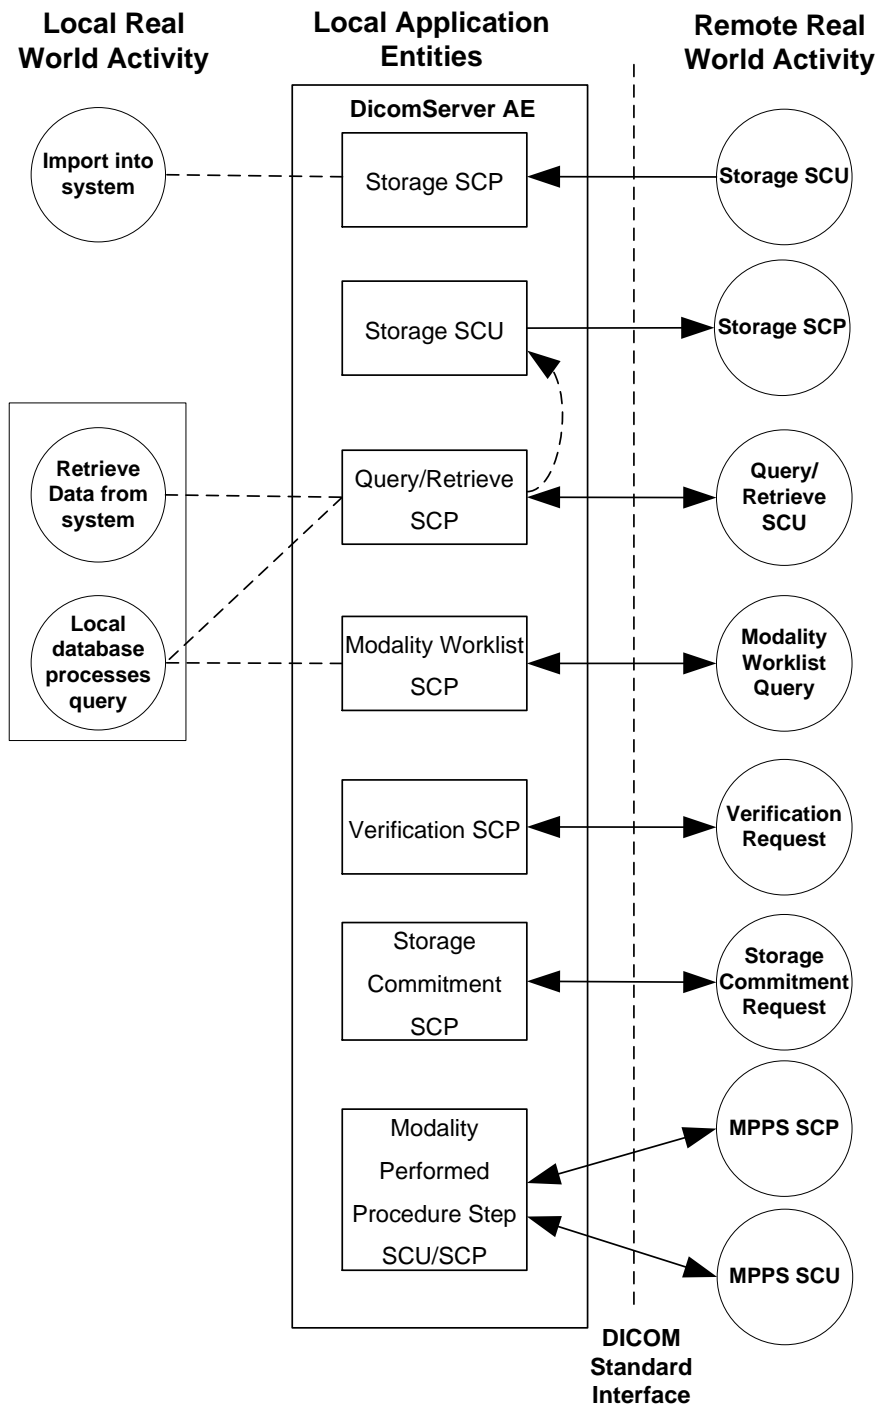 Local Real
World Activity
Local Application
Entities
Remote Real
World Activity
DicomServer AE
Import into
system
Storage SCP
Storage SCU
Storage SCU
Storage SCP
Retrieve
Data from
system
Query/Retrieve
SCP
Query/
Retrieve
SCU
Local
database
processes
query
Modality Worklist
SCP
Modality
Worklist
Query
Verification SCP
Verification
Request
Storage
Commitment
SCP
Storage
Commitment
Request
Modality
Performed
Procedure Step
SCU/SCP
MPPS SCP
MPPS SCU
DICOM
Standard
Interface